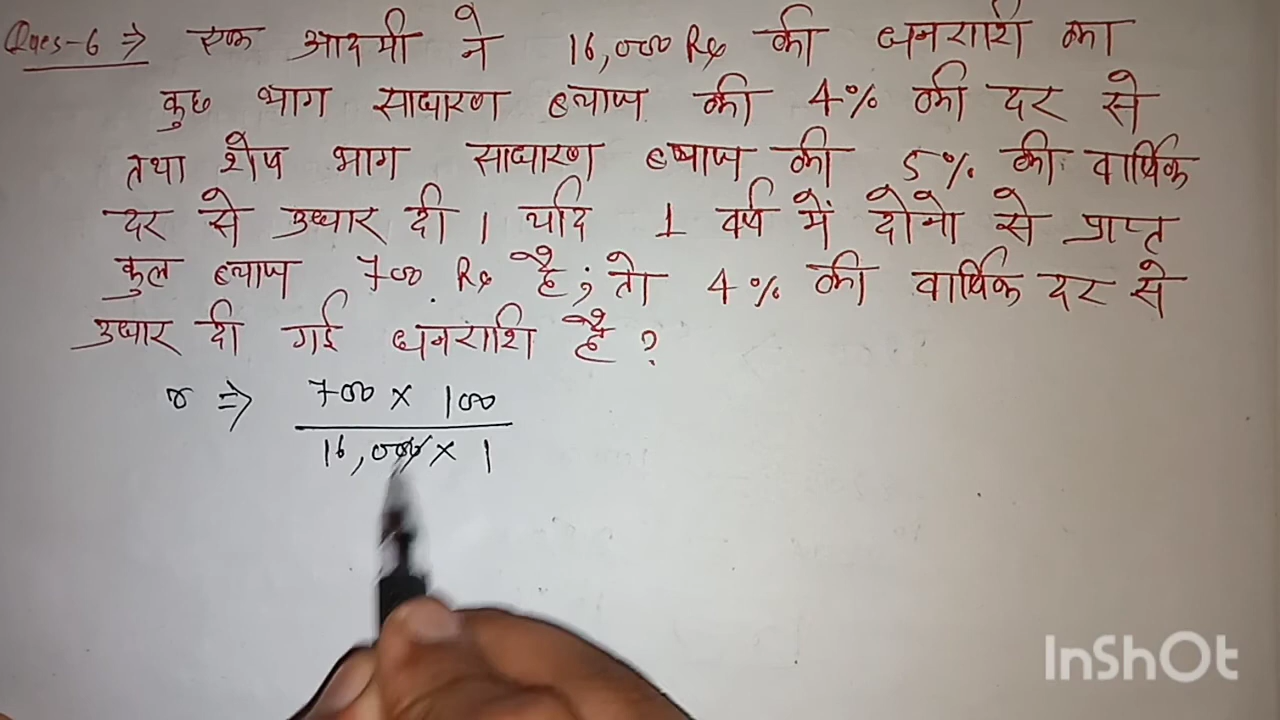 Ques-6 ⇒ एक आदमी ने 16,000 Rs की धनराशि का
कुछ भाग साधारण ब्याज की 4% की दर से
तथा शेष भाग साधारण ब्याज की 5% की वार्षिक
दर से उधार दी । यदि 1 वर्ष में दोनो से प्राप्त
कुल ब्याज 700 Rs है; तो 4% की वार्षिक दर से
उधार दी गई धनराशि है ?
r ⇒ 700 × 100
16,000 × 1
InShOt